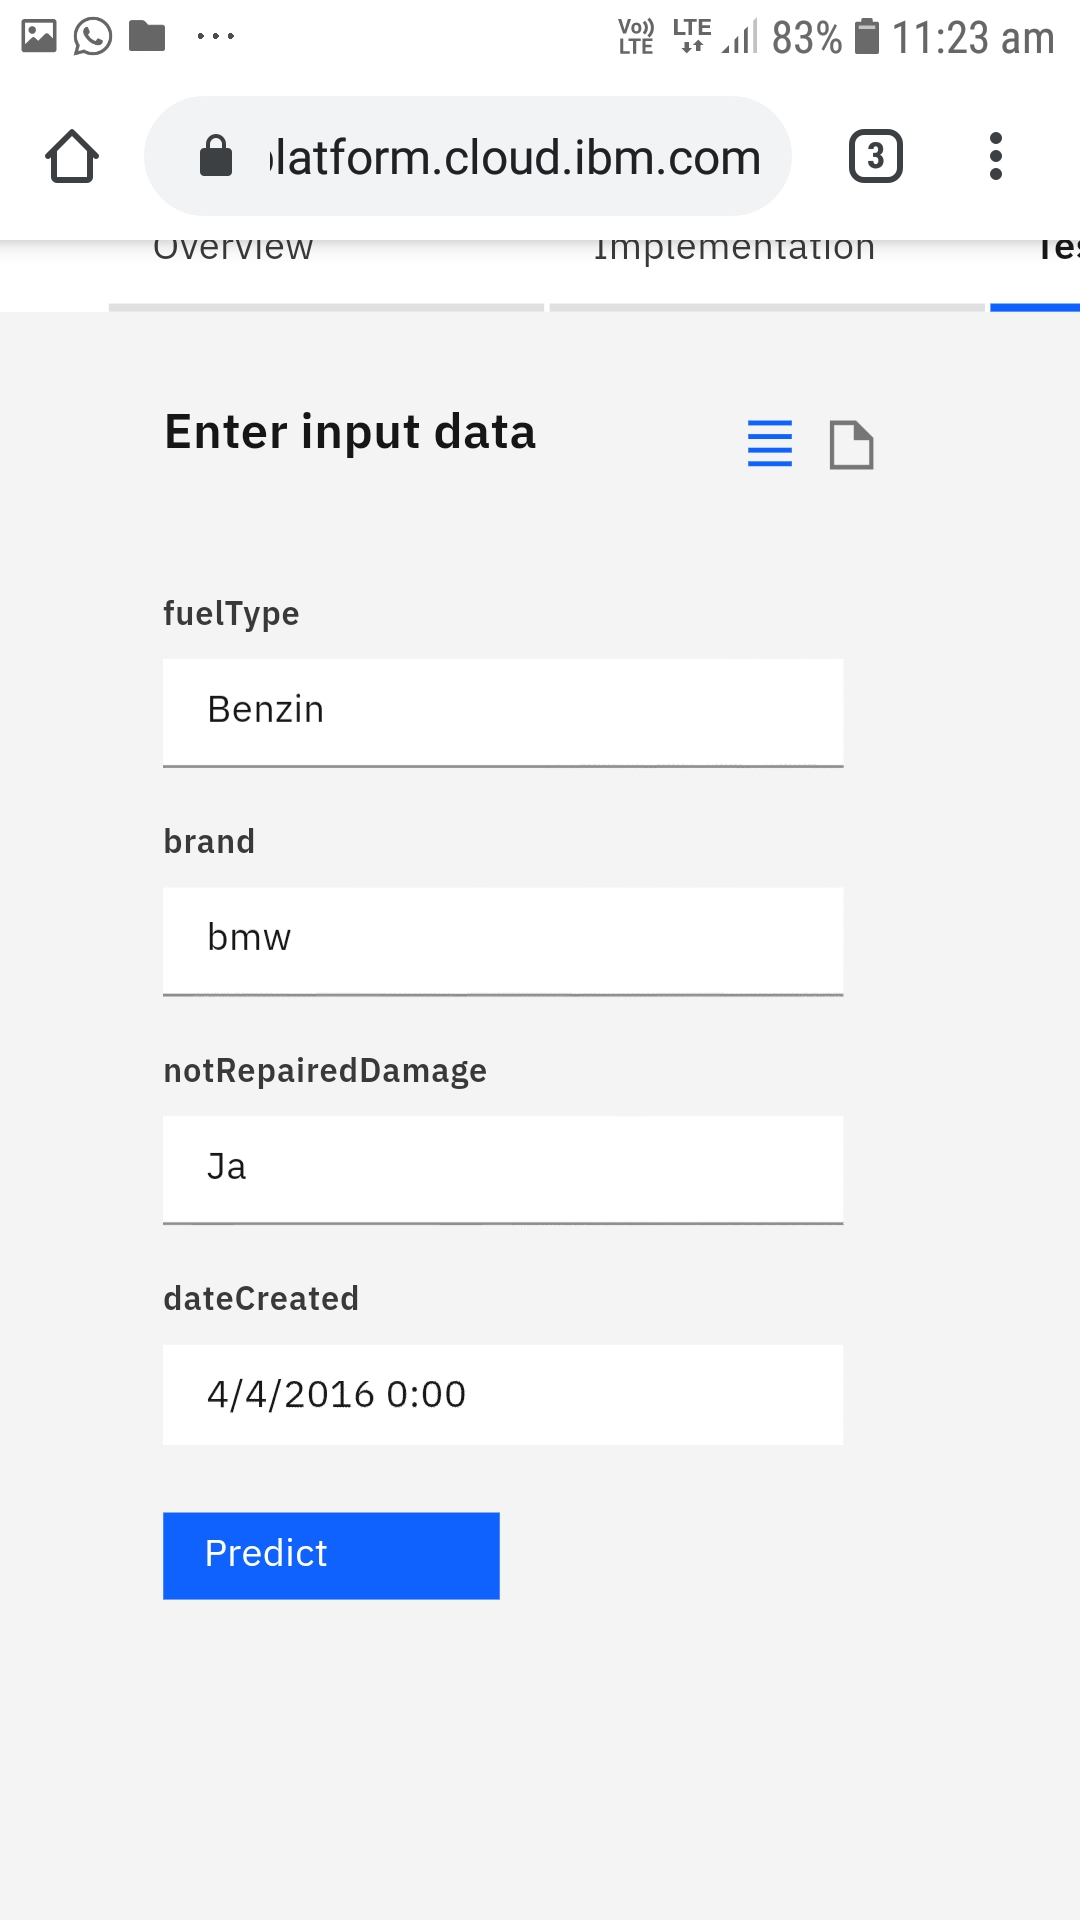 Vo)) LTE LTE 83% 11:23 am
latform.cloud.ibm.com 3
Overview Implementation Tes
Enter input data
fuelType
Benzin
brand
bmw
notRepairedDamage
Ja
dateCreated
4/4/2016 0:00
Predict